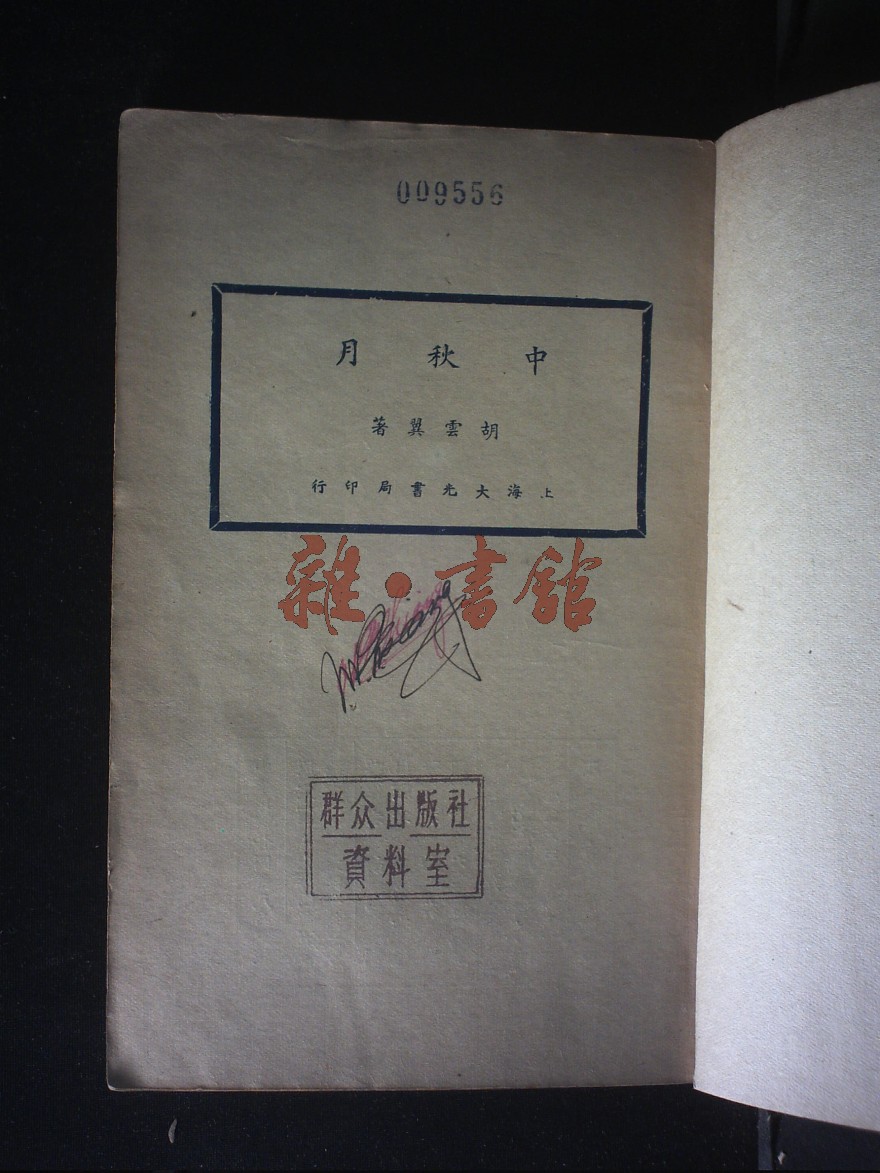 009556
中秋月
胡雲翼著
上海大光書局印行
雜·書館
群众出版社
資料室